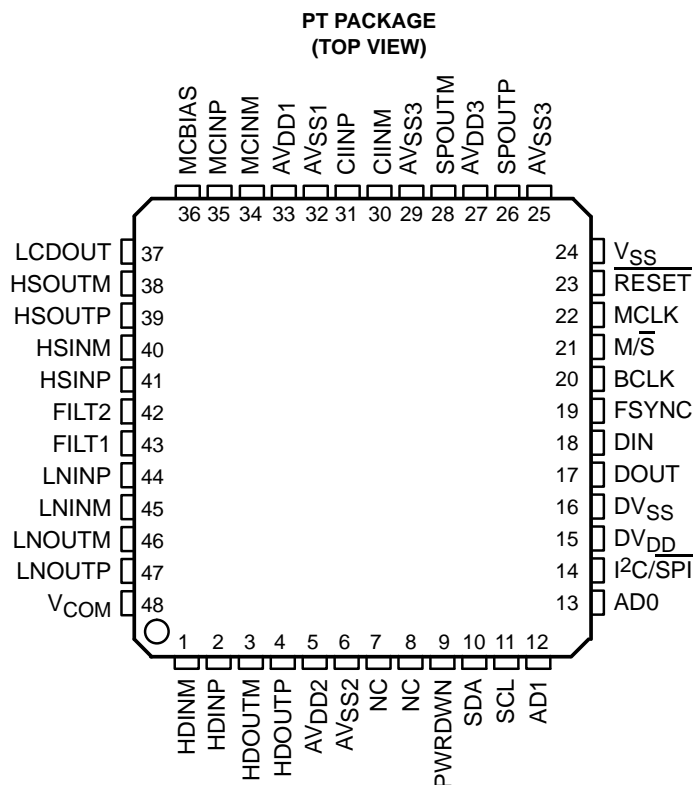 PT PACKAGE
(TOP VIEW)
MCBIAS
MCINP
MCINM
AVDD1
AVSS1
CIINP
CIINM
AVSS3
SPOUTM
AVDD3
SPOUTP
AVSS3
36 35 34 33 32 31 30 29 28 27 26 25
LCDOUT 37
HSOUTM 38
HSOUTP 39
HSINM 40
HSINP 41
FILT2 42
FILT1 43
LNINP 44
LNINM 45
LNOUTM 46
LNOUTP 47
VCOM 48
24 VSS
23 RESET
22 MCLK
21 M/S
20 BCLK
19 FSYNC
18 DIN
17 DOUT
16 DVSS
15 DVDD
14 I2C/SPI
13 AD0
1 2 3 4 5 6 7 8 9 10 11 12
HDINM
HDINP
HDOUTM
HDOUTP
AVDD2
AVSS2
NC
NC
PWRDWN
SDA
SCL
AD1